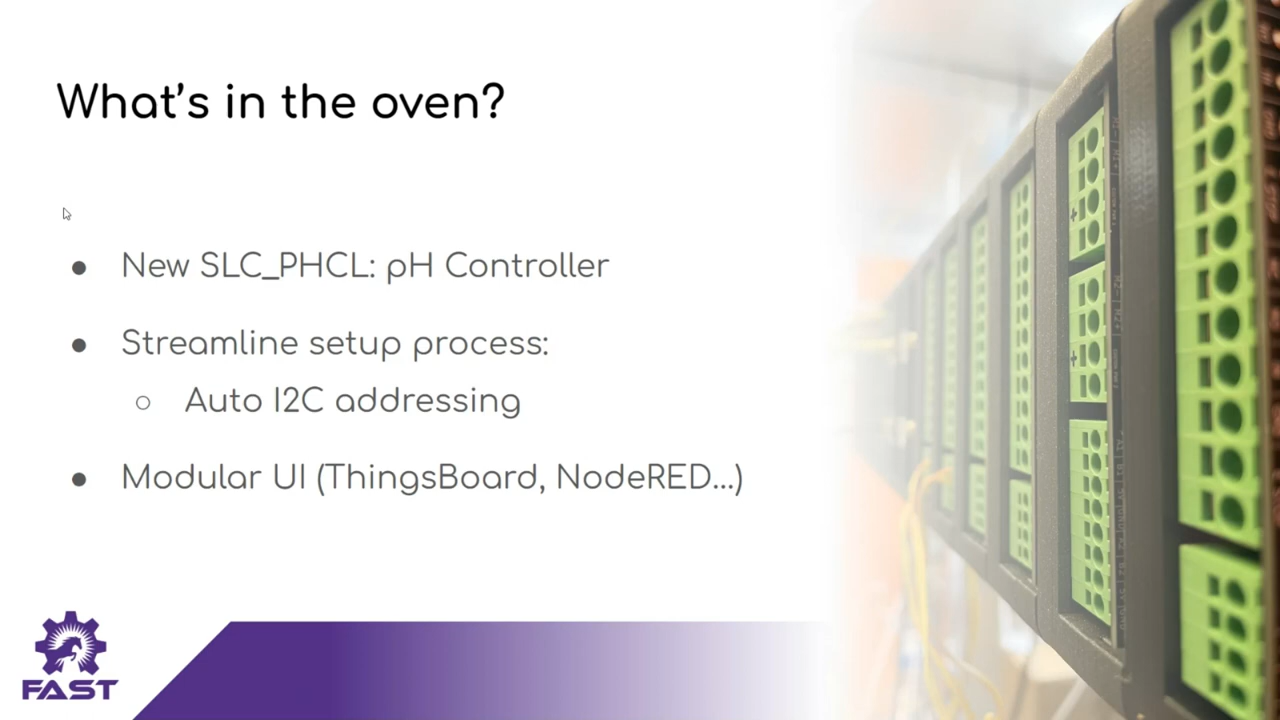 What's in the oven?
● New SLC_PHCL: pH Controller
● Streamline setup process:
○ Auto I2C addressing
● Modular UI (ThingsBoard, NodeRED...)
FAST